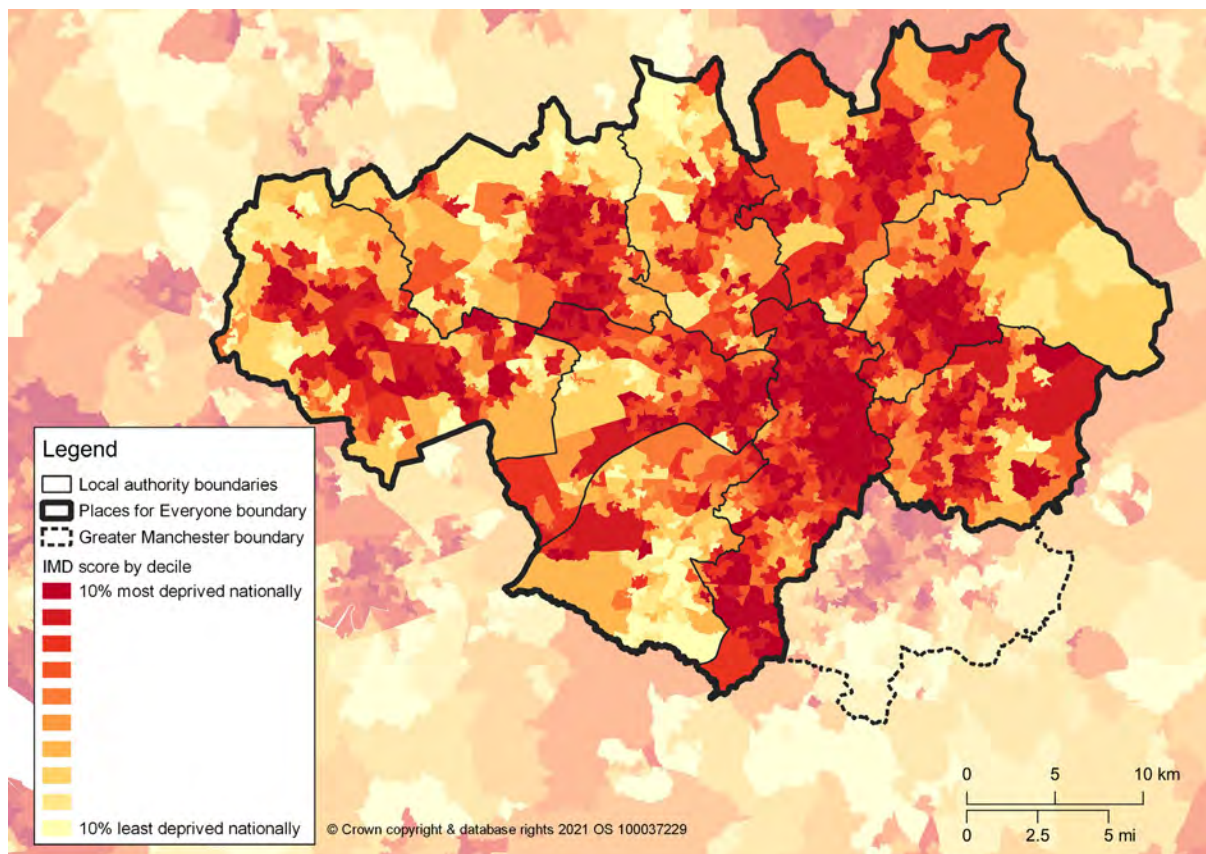 Legend
Local authority boundaries
Places for Everyone boundary
Greater Manchester boundary
IMD score by decile
10% most deprived nationally
10% least deprived nationally
© Crown copyright & database rights 2021 OS 100037229
0 5 10 km
0 2.5 5 mi